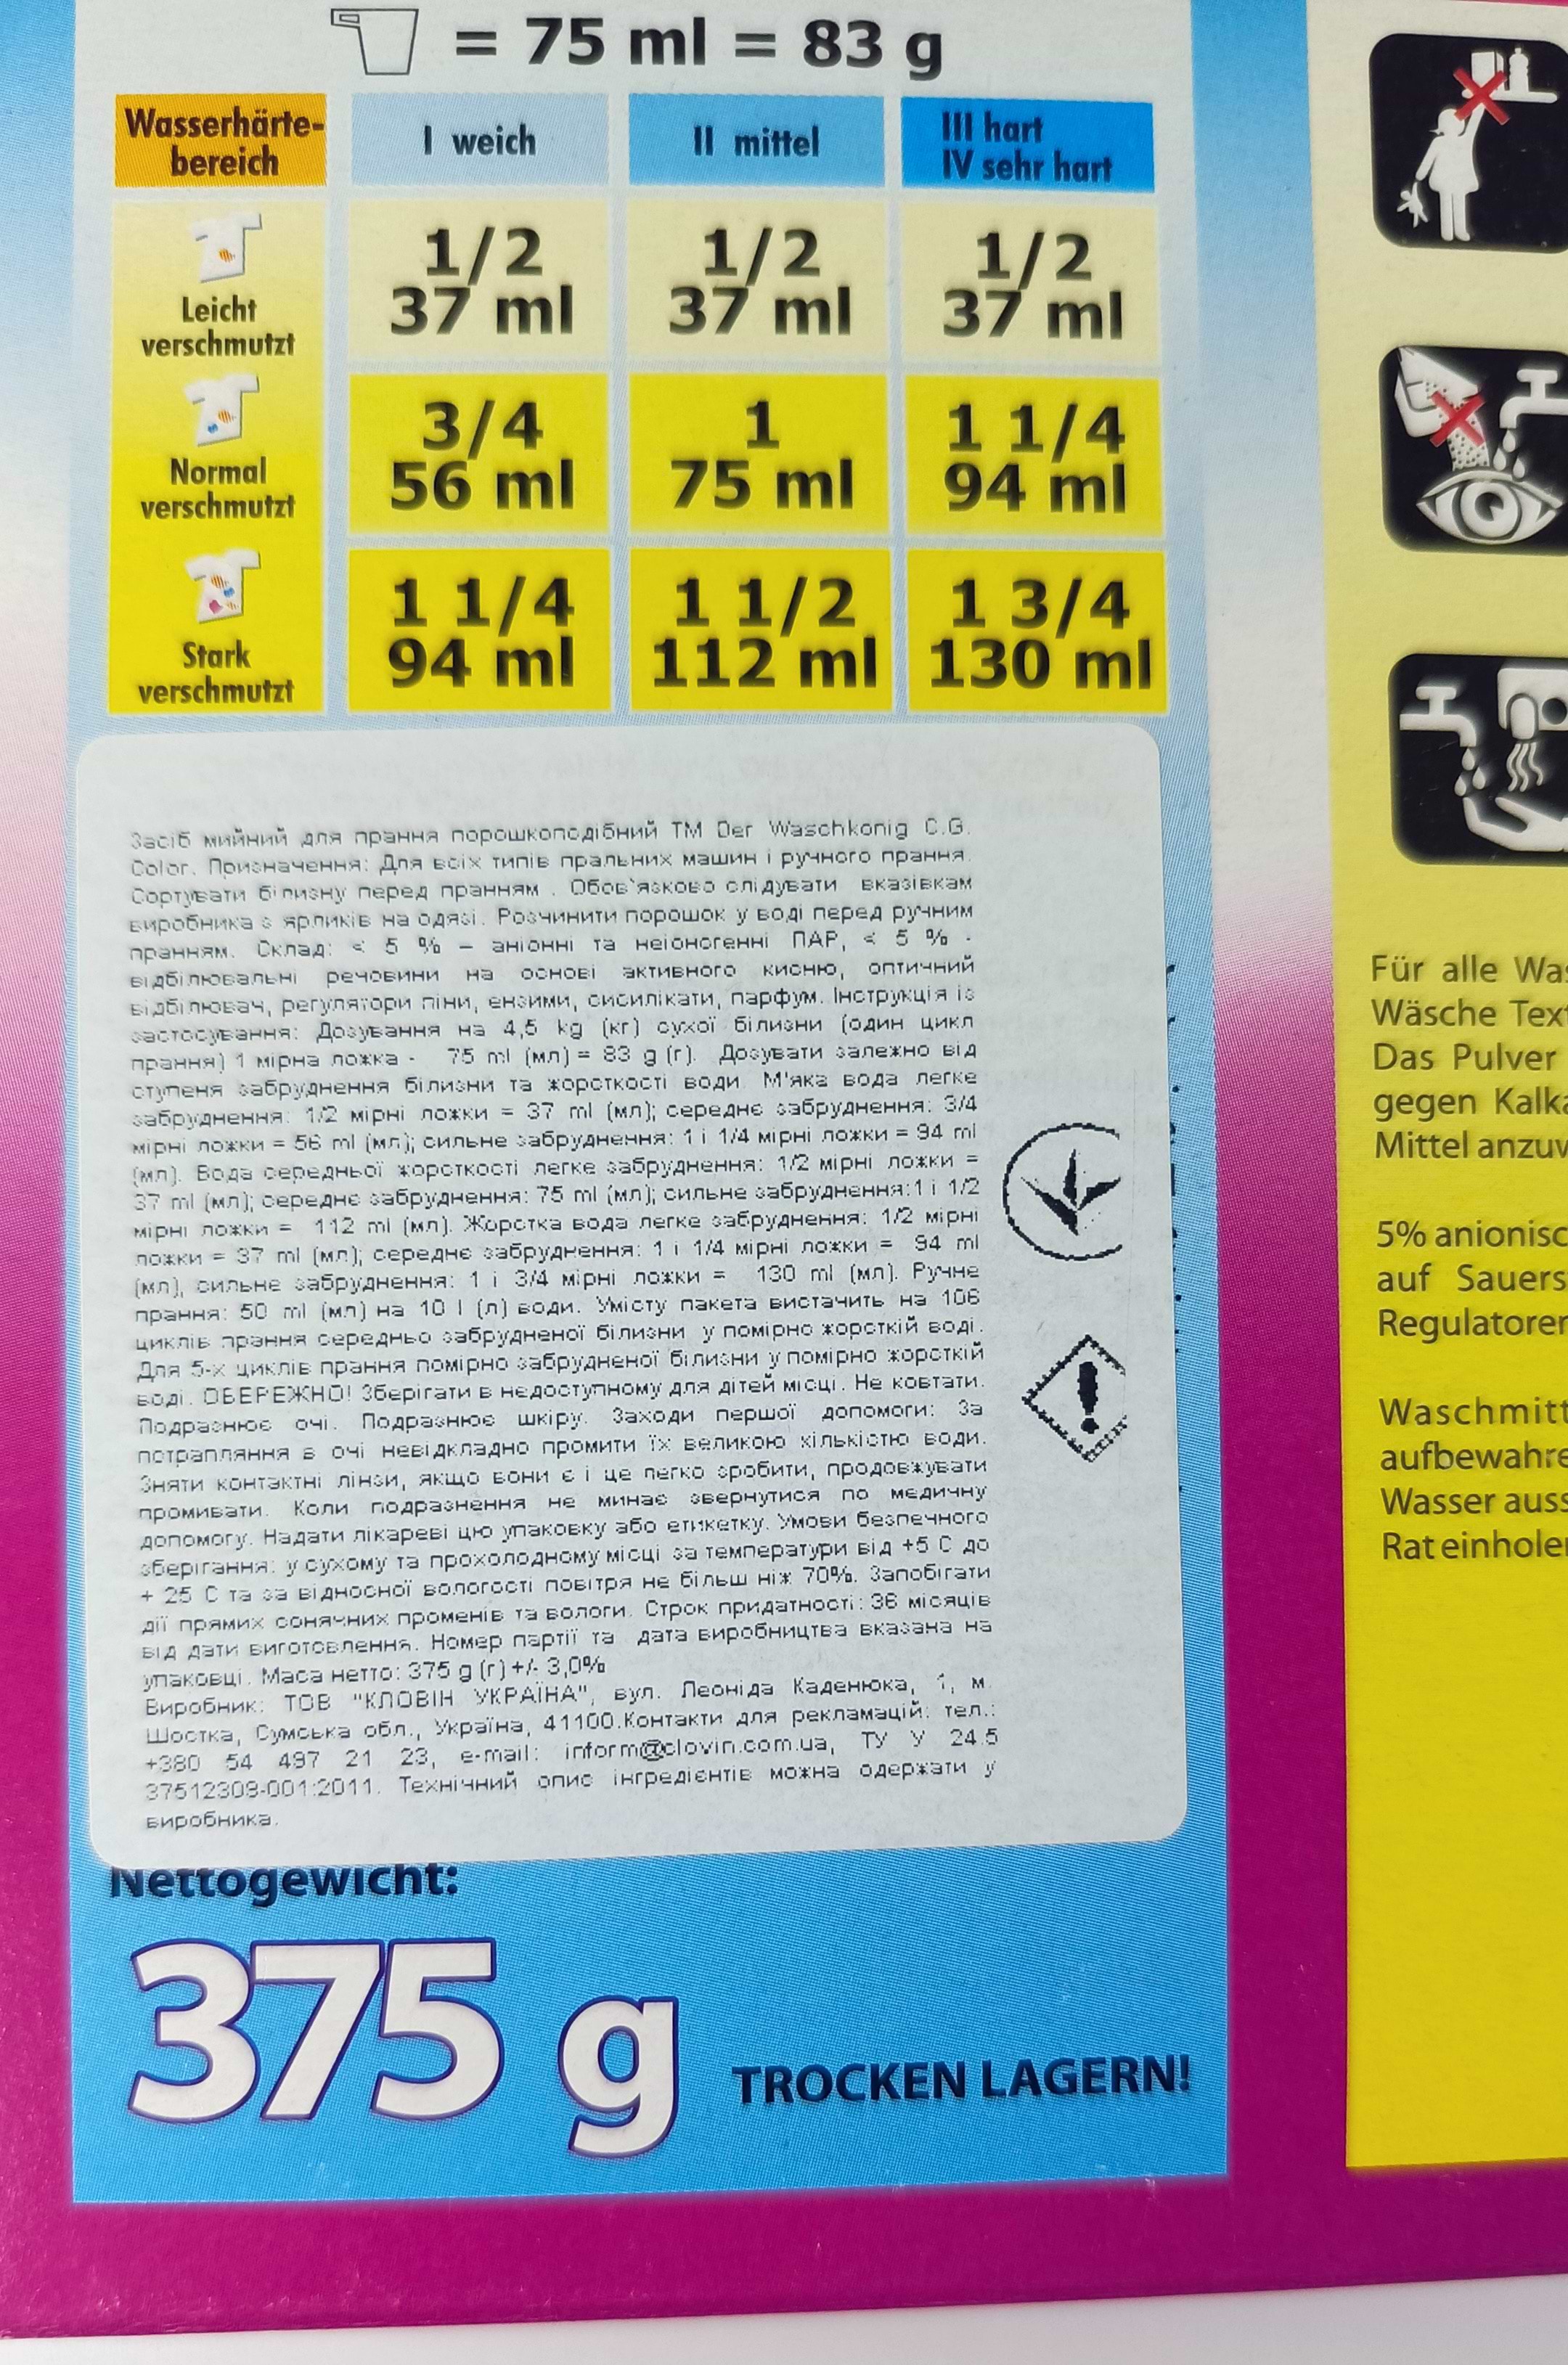 = 75 ml = 83 g
Wasserhärte-
bereich
I weich
II mittel
III hart
IV sehr hart
Leicht
verschmutzt
1/2
37 ml
1/2
37 ml
1/2
37 ml
Normal
verschmutzt
3/4
56 ml
1
75 ml
1 1/4
94 ml
Stark
verschmutzt
1 1/4
94 ml
1 1/2
112 ml
1 3/4
130 ml
Засіб мийний для прання порошкоподібний ТМ Der Waschkonig C.G.
Color. Призначення: Для всіх типів пральних машин і ручного прання.
Сортувати білизну перед пранням . Обов`язково слідувати вказівкам
виробника з ярликів на одязі. Розчинити порошок у воді перед ручним
пранням. Склад: < 5 % – аніонні та неіоногенні ПАР, < 5 % -
відбілювальні речовини на основі активного кисню, оптичний
відбілювач, регулятори піни, ензими, сисилікати, парфум. Інструкція із
застосування: Дозування на 4,5 kg (кг) сухої білизни (один цикл
прання) 1 мірна ложка - 75 ml (мл) = 83 g (г). Дозувати залежно від
ступеня забруднення білизни та жорсткості води. М'яка вода легке
забруднення: 1/2 мірні ложки = 37 ml (мл); середнє забруднення: 3/4
мірні ложки = 56 ml (мл); сильне забруднення: 1 і 1/4 мірні ложки = 94 ml
(мл). Вода середньої жорсткості легке забруднення: 1/2 мірні ложки =
37 ml (мл); середнє забруднення: 75 ml (мл); сильне забруднення:1 і 1/2
мірні ложки = 112 ml (мл). Жорстка вода легке забруднення: 1/2 мірні
ложки = 37 ml (мл); середнє забруднення: 1 і 1/4 мірні ложки = 94 ml
(мл), сильне забруднення: 1 і 3/4 мірні ложки = 130 ml (мл). Ручне
прання: 50 ml (мл) на 10 l (л) води. Умісту пакета вистачить на 106
циклів прання середньо забрудненої білизни у помірно жорсткій воді.
Для 5-х циклів прання помірно забрудненої білизни у помірно жорсткій
воді. ОБЕРЕЖНО! Зберігати в недоступному для дітей місці. Не ковтати.
Подразнює очі. Подразнює шкіру. Заходи першої допомоги: За
потрапляння в очі невідкладно промити їх великою кількістю води.
Зняти контактні лінзи, якщо вони є і це легко зробити, продовжувати
промивати. Коли подразнення не минає звернутися по медичну
допомогу. Надати лікареві цю упаковку або етикетку. Умови безпечного
зберігання: у сухому та прохолодному місці за температури від +5 С до
+ 25 С та за відносної вологості повітря не більш ніж 70%. Запобігати
дії прямих сонячних променів та вологи. Строк придатності: 36 місяців
від дати виготовлення. Номер партії та дата виробництва вказана на
упаковці. Маса нетто: 375 g (г) +/- 3,0%
Виробник: ТОВ "КЛОВІН УКРАЇНА", вул. Леоніда Каденюка, 1, м.
Шостка, Сумська обл., Україна, 41100.Контакти для рекламацій: тел.:
+380 54 497 21 23, e-mail: inform@clovin.com.ua, ТУ У 24.5
37512309-001:2011. Технічний опис інгредієнтів можна одержати у
виробника.
Nettogewicht:
375 g
TROCKEN LAGERN!
Für alle Was
Wäsche Text
Das Pulver
gegen Kalka
Mittel anzuw
5% anionisc
auf Sauers
Regulatoren
Waschmitt
aufbewahre
Wasser auss
Rat einholen